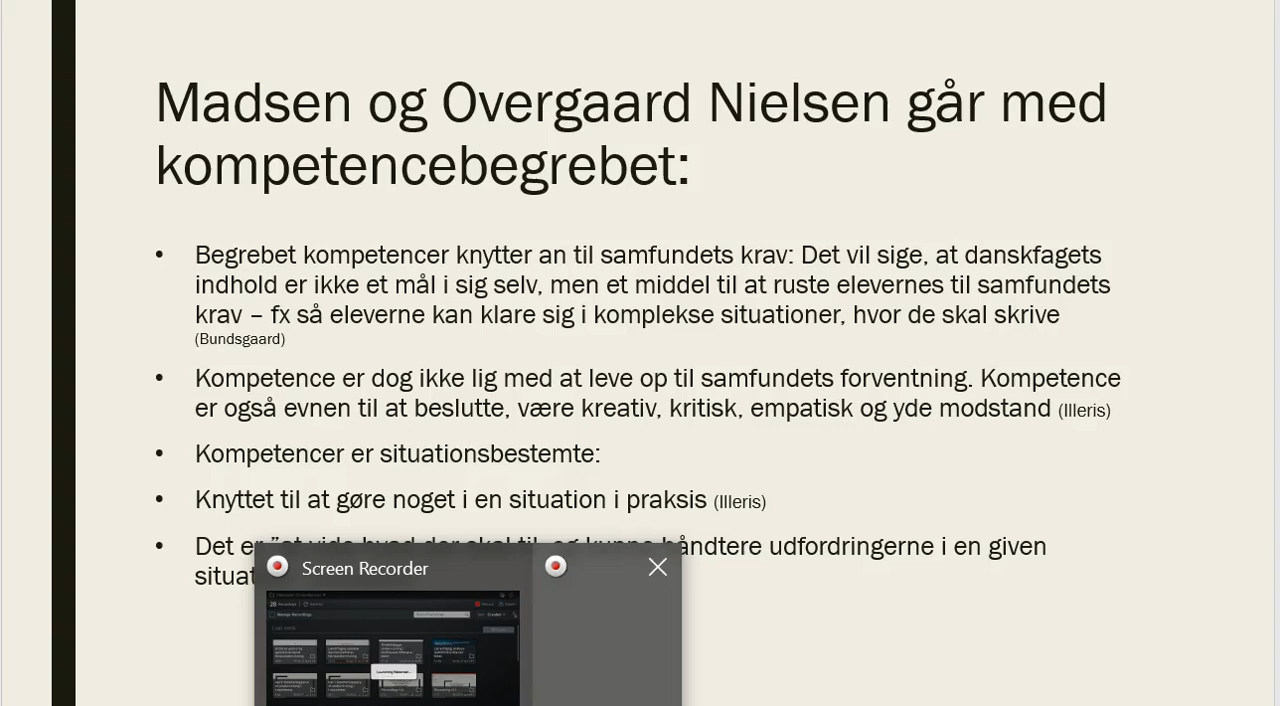 Madsen og Overgaard Nielsen går med
kompetencebegrebet:
• Begrebet kompetencer knytter an til samfundets krav: Det vil sige, at danskfagets
indhold er ikke et mål i sig selv, men et middel til at ruste elevernes til samfundets
krav – fx så eleverne kan klare sig i komplekse situationer, hvor de skal skrive
(Bundsgaard)
• Kompetence er dog ikke lig med at leve op til samfundets forventning. Kompetence
er også evnen til at beslutte, være kreativ, kritisk, empatisk og yde modstand (Illeris)
• Kompetencer er situationsbestemte:
• Knyttet til at gøre noget i en situation i praksis (Illeris)
• Det er ”at vide hvad der skal til, og kunne håndtere udfordringerne i en given
Screen Recorder
Manage Recordings